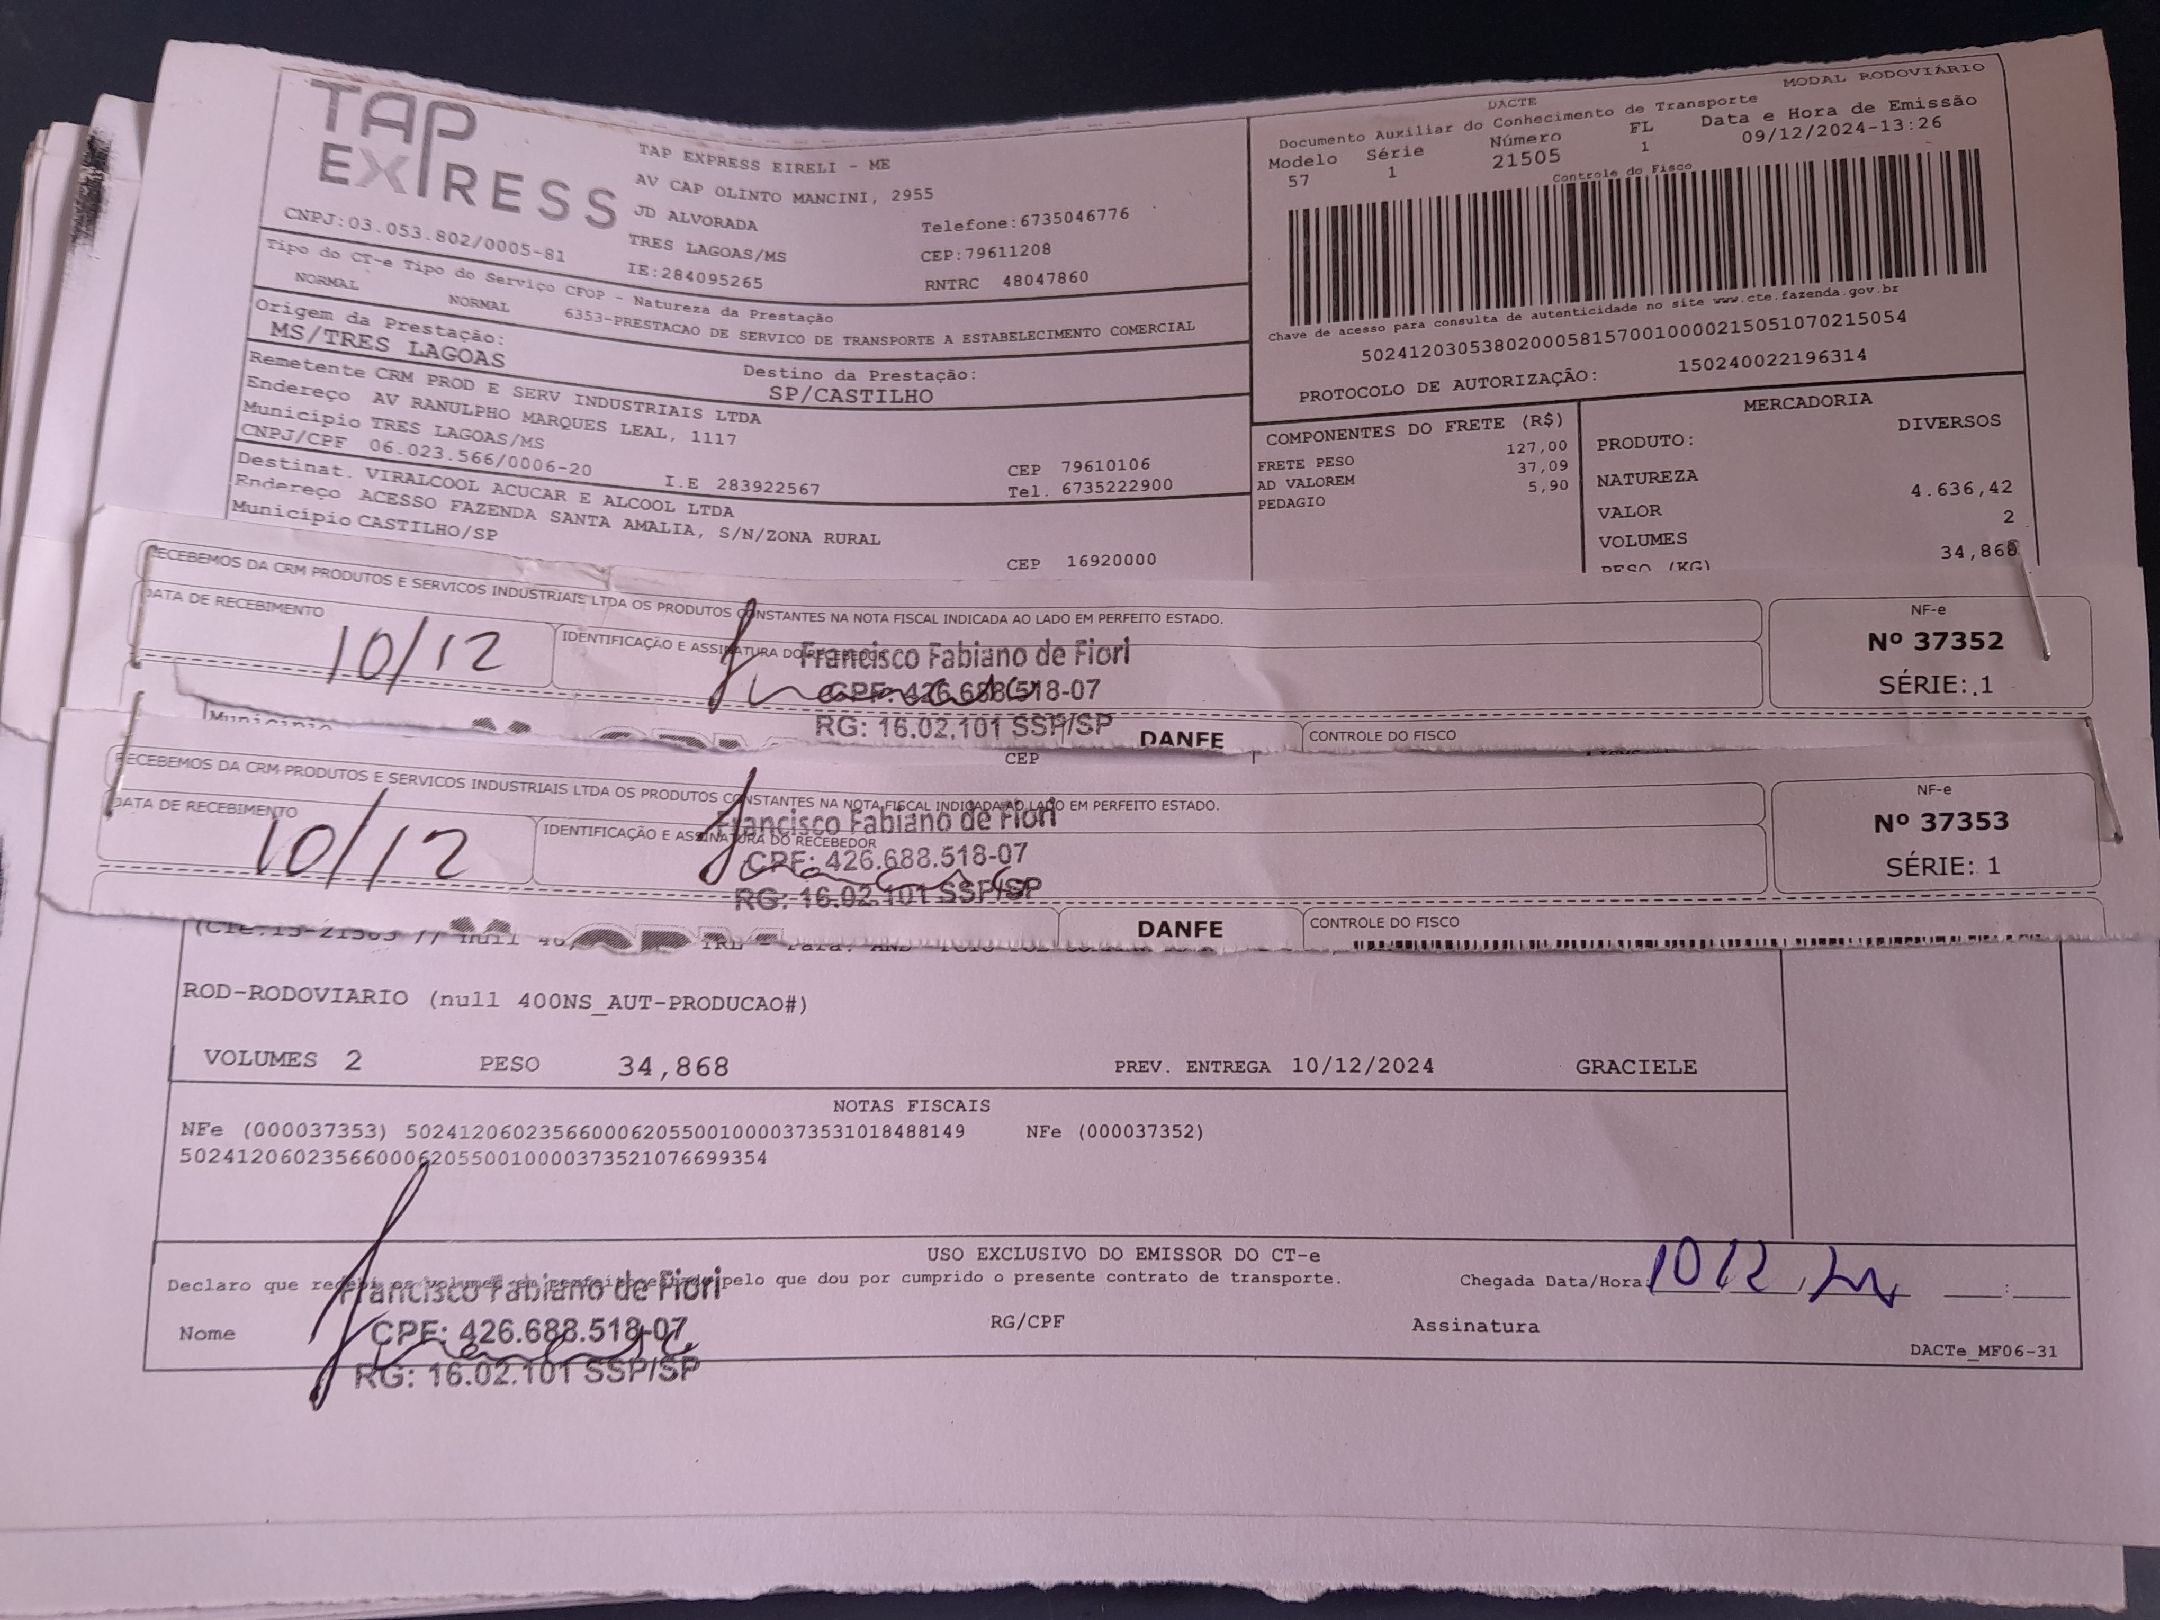 TAP
EXPRESS
CNPJ:03.053.802/0005-81
TAP EXPRESS EIRELI - ME
AV CAP OLINTO MANCINI, 2955
JD ALVORADA
Telefone:6735046776
TRES LAGOAS/MS
CEP:79611208
IE:284095265
RNTRC 48047860
MODAL RODOVIÁRIO
DACTE
Documento Auxiliar do Conhecimento de Transporte
Modelo Série Número FL Data e Hora de Emissão
57 1 21505 1 09/12/2024-13:26
Controle do Fisco
Chave de acesso para consulta de autenticidade no site www.cte.fazenda.gov.br
50241203053802000581570010000215051070215054
PROTOCOLO DE AUTORIZAÇÃO: 150240022196314
Tipo do CT-e Tipo do Serviço CFOP - Natureza da Prestação
NORMAL NORMAL 6353-PRESTACAO DE SERVICO DE TRANSPORTE A ESTABELECIMENTO COMERCIAL
Origem da Prestação: Destino da Prestação:
MS/TRES LAGOAS SP/CASTILHO
Remetente CRM PROD E SERV INDUSTRIAIS LTDA
Endereço AV RANULPHO MARQUES LEAL, 1117
Município TRES LAGOAS/MS CEP 79610106
CNPJ/CPF 06.023.566/0006-20 I.E 283922567 Tel. 6735222900
Destinat. VIRALCOOL ACUCAR E ALCOOL LTDA
Endereço ACESSO FAZENDA SANTA AMALIA, S/N/ZONA RURAL
Município CASTILHO/SP CEP 16920000
COMPONENTES DO FRETE (R$)
FRETE PESO 127,00
AD VALOREM 37,09
PEDAGIO 5,90
MERCADORIA
PRODUTO: DIVERSOS
NATUREZA
VALOR 4.636,42
VOLUMES 2
PESO (KG) 34,868
RECEBEMOS DA CRM PRODUTOS E SERVICOS INDUSTRIAIS LTDA OS PRODUTOS CONSTANTES NA NOTA FISCAL INDICADA AO LADO EM PERFEITO ESTADO.
DATA DE RECEBIMENTO
10/12
IDENTIFICAÇÃO E ASSINATURA DO RECEBEDOR
Francisco Fabiano de Fiori
CPF: 426.688.518-07
RG: 16.02.101 SSP/SP
NF-e
Nº 37352
SÉRIE: 1
Município
DANFE
CONTROLE DO FISCO
CEP
RECEBEMOS DA CRM PRODUTOS E SERVICOS INDUSTRIAIS LTDA OS PRODUTOS CONSTANTES NA NOTA FISCAL INDICADA AO LADO EM PERFEITO ESTADO.
DATA DE RECEBIMENTO
10/12
IDENTIFICAÇÃO E ASSINATURA DO RECEBEDOR
Francisco Fabiano de Fiori
CPF: 426.688.518-07
RG: 16.02.101 SSP/SP
NF-e
Nº 37353
SÉRIE: 1
DANFE
CONTROLE DO FISCO
ROD-RODOVIARIO (null 400NS_AUT-PRODUCAO#)
VOLUMES 2 PESO 34,868 PREV. ENTREGA 10/12/2024 GRACIELE
NOTAS FISCAIS
NFe (000037353) 50241206023566000620550010000373531018488149 NFe (000037352)
50241206023566000620550010000373521076699354
USO EXCLUSIVO DO EMISSOR DO CT-e
Declaro que recebi os volumes em perfeito estado pelo que dou por cumprido o presente contrato de transporte.
Chegada Data/Hora: 10 12
Francisco Fabiano de Fiori
CPF: 426.688.518-07
RG: 16.02.101 SSP/SP
Nome RG/CPF Assinatura
DACTe_MF06-31